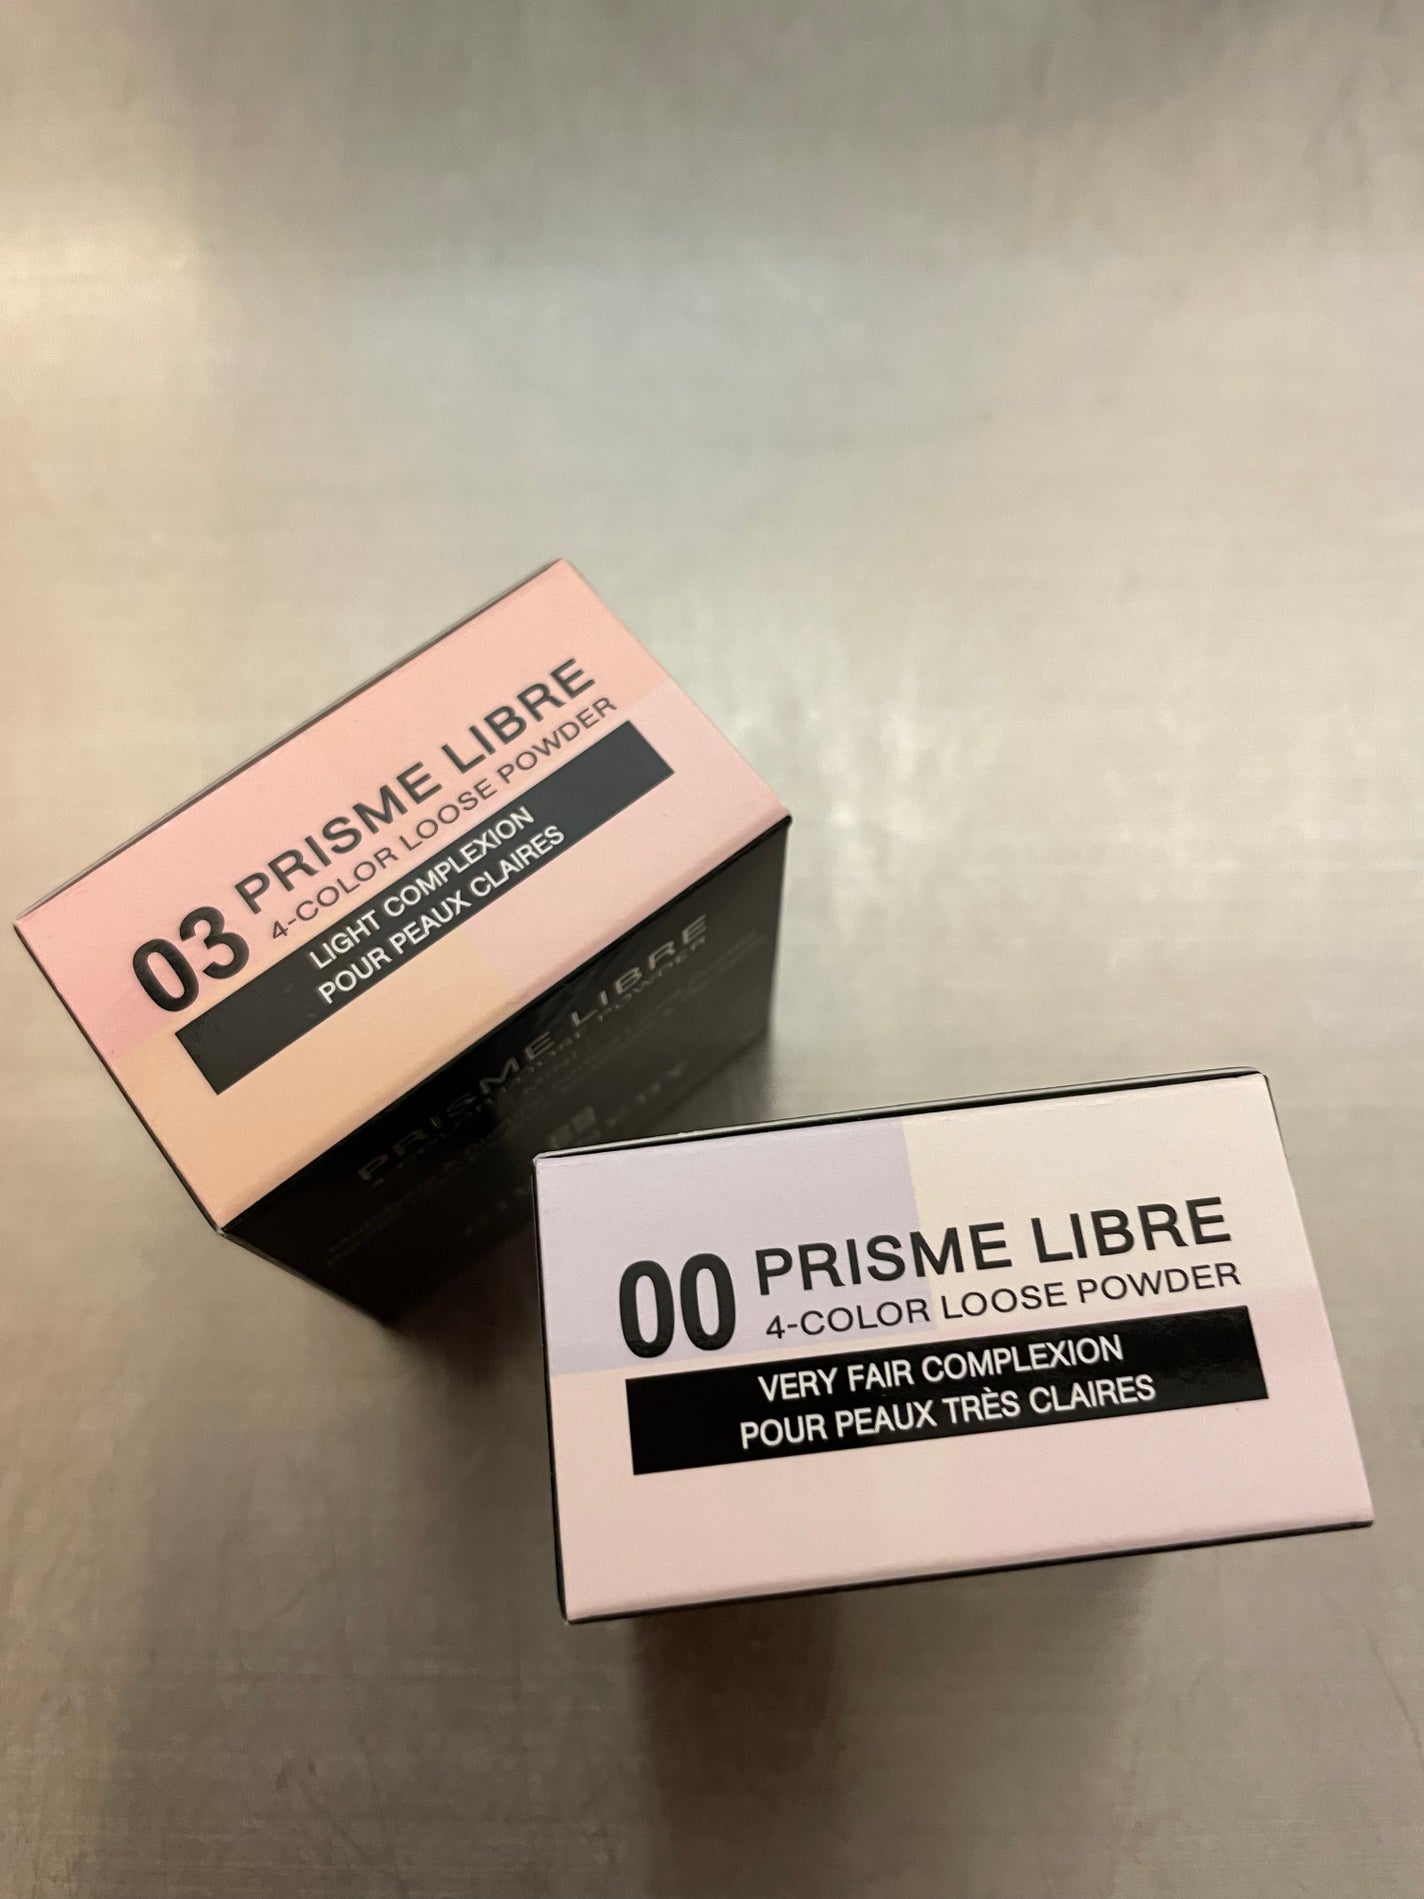 03 PRISME LIBRE
4-COLOR LOOSE POWDER
LIGHT COMPLEXION
POUR PEAUX CLAIRES
PRISME LIBRE
00 PRISME LIBRE
4-COLOR LOOSE POWDER
VERY FAIR COMPLEXION
POUR PEAUX TRÈS CLAIRES